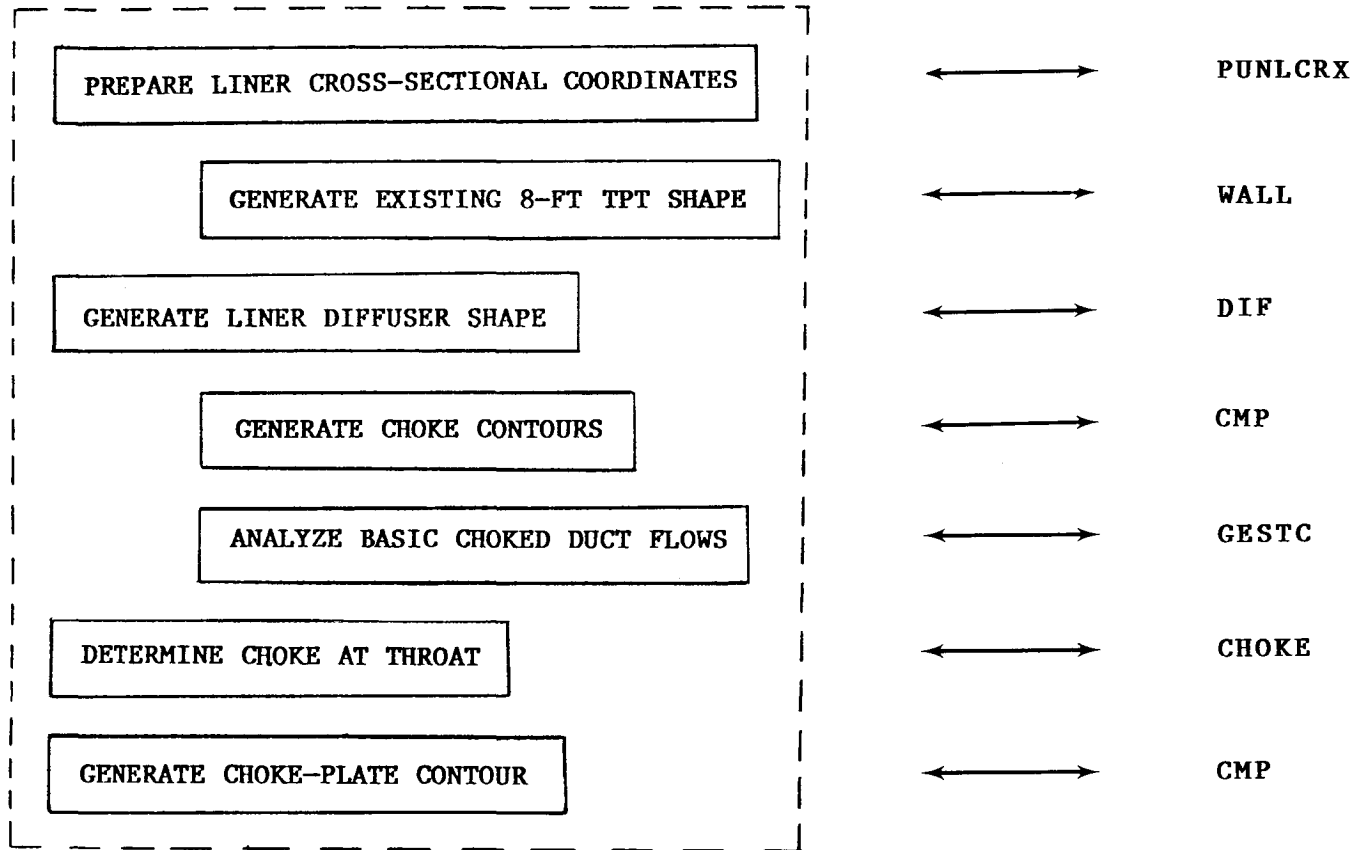 PREPARE LINER CROSS-SECTIONAL COORDINATES PUNLCRX
GENERATE EXISTING 8-FT TPT SHAPE WALL
GENERATE LINER DIFFUSER SHAPE DIF
GENERATE CHOKE CONTOURS CMP
ANALYZE BASIC CHOKED DUCT FLOWS GESTC
DETERMINE CHOKE AT THROAT CHOKE
GENERATE CHOKE-PLATE CONTOUR CMP